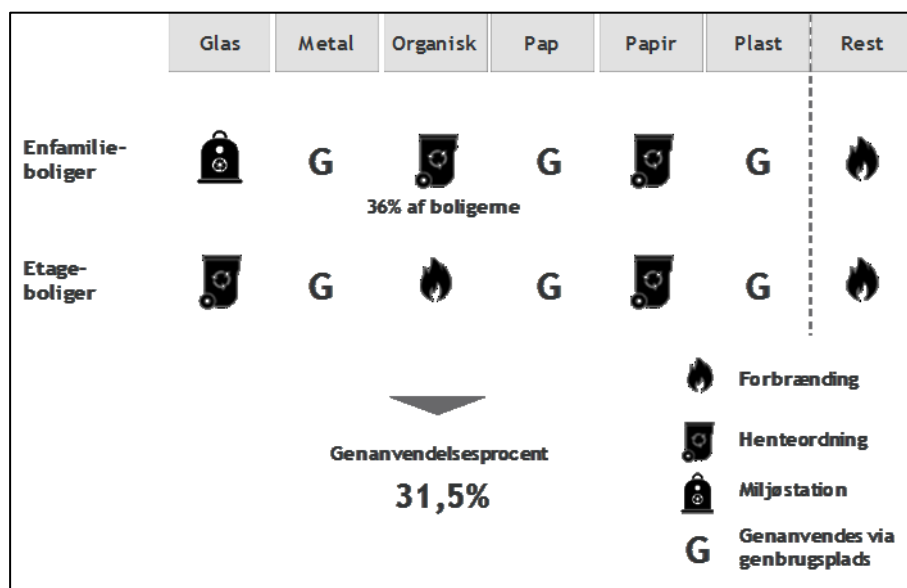 Glas Metal Organisk Pap Papir Plast Rest
Enfamilie-
boliger
G G G
36% af boligerne
Etage-
boliger
G G G
Forbrænding
Genanvendelsesprocent
31,5%
Henteordning
Miljøstation
G Genanvendes via
genbrugsplads